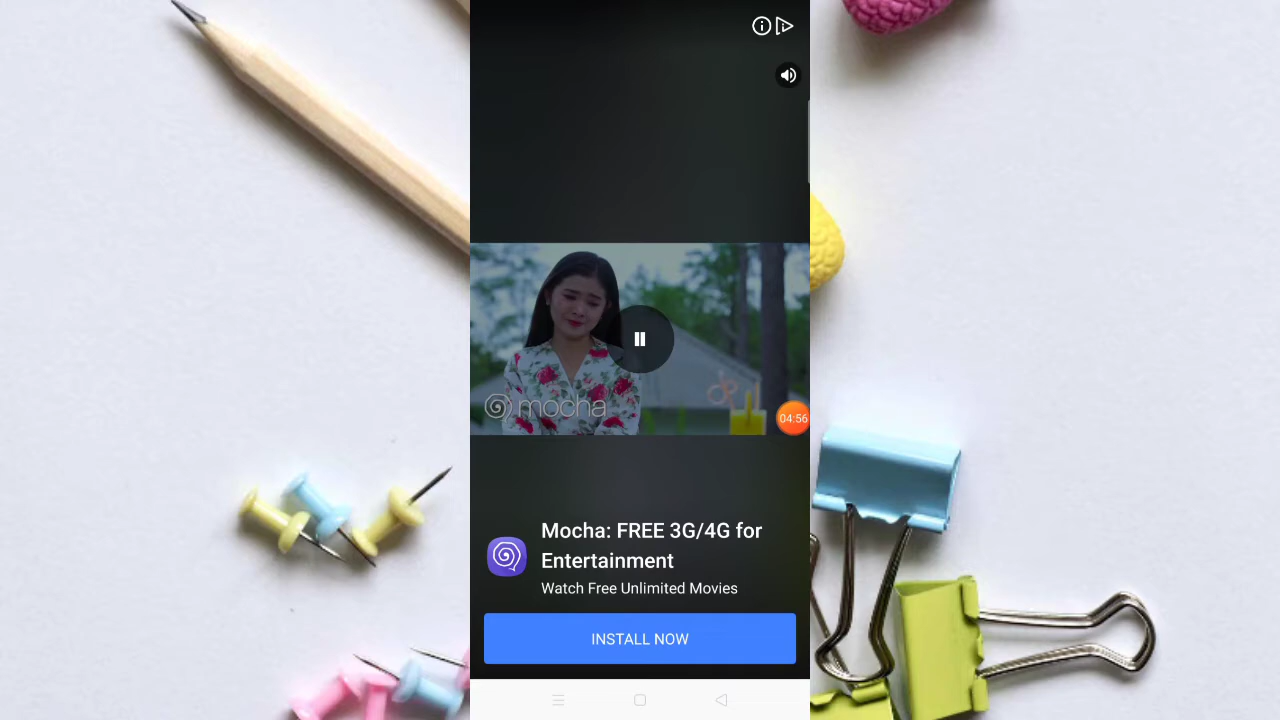 mocha
04:56
Mocha: FREE 3G/4G for
Entertainment
Watch Free Unlimited Movies
INSTALL NOW